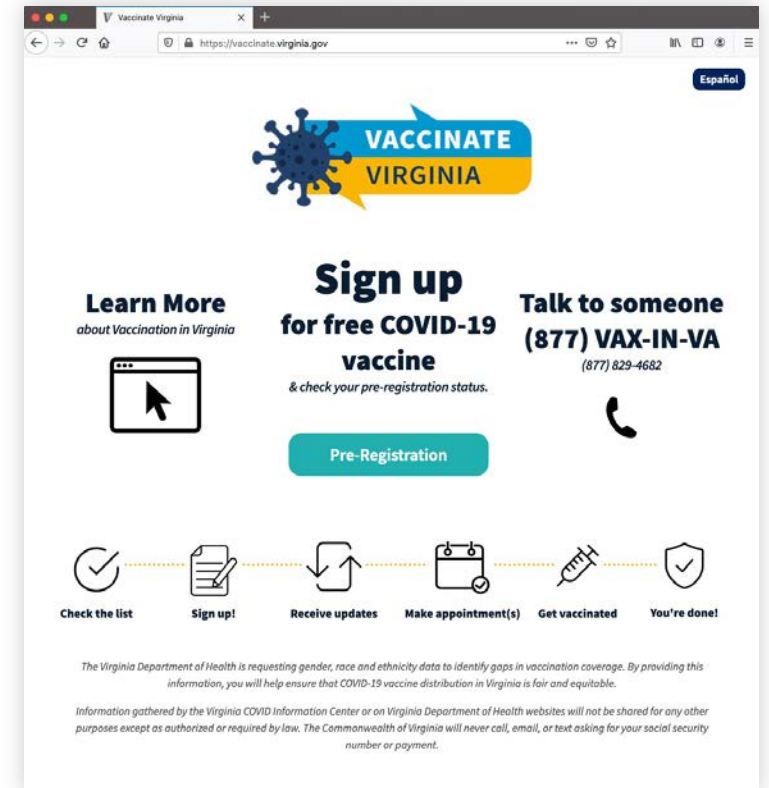 Vaccinate Virginia
https://vaccinate.virginia.gov
Español
VACCINATE
VIRGINIA
Learn More
about Vaccination in Virginia
Sign up
for free COVID-19
vaccine
& check your pre-registration status.
Pre-Registration
Talk to someone
(877) VAX-IN-VA
(877) 829-4682
Check the list
Sign up!
Receive updates
Make appointment(s)
Get vaccinated
You're done!
The Virginia Department of Health is requesting gender, race and ethnicity data to identify gaps in vaccination coverage. By providing this
information, you will help ensure that COVID-19 vaccine distribution in Virginia is fair and equitable.
Information gathered by the Virginia COVID Information Center or on Virginia Department of Health websites will not be shared for any other
purposes except as authorized or required by law. The Commonwealth of Virginia will never call, email, or text asking for your social security
number or payment.